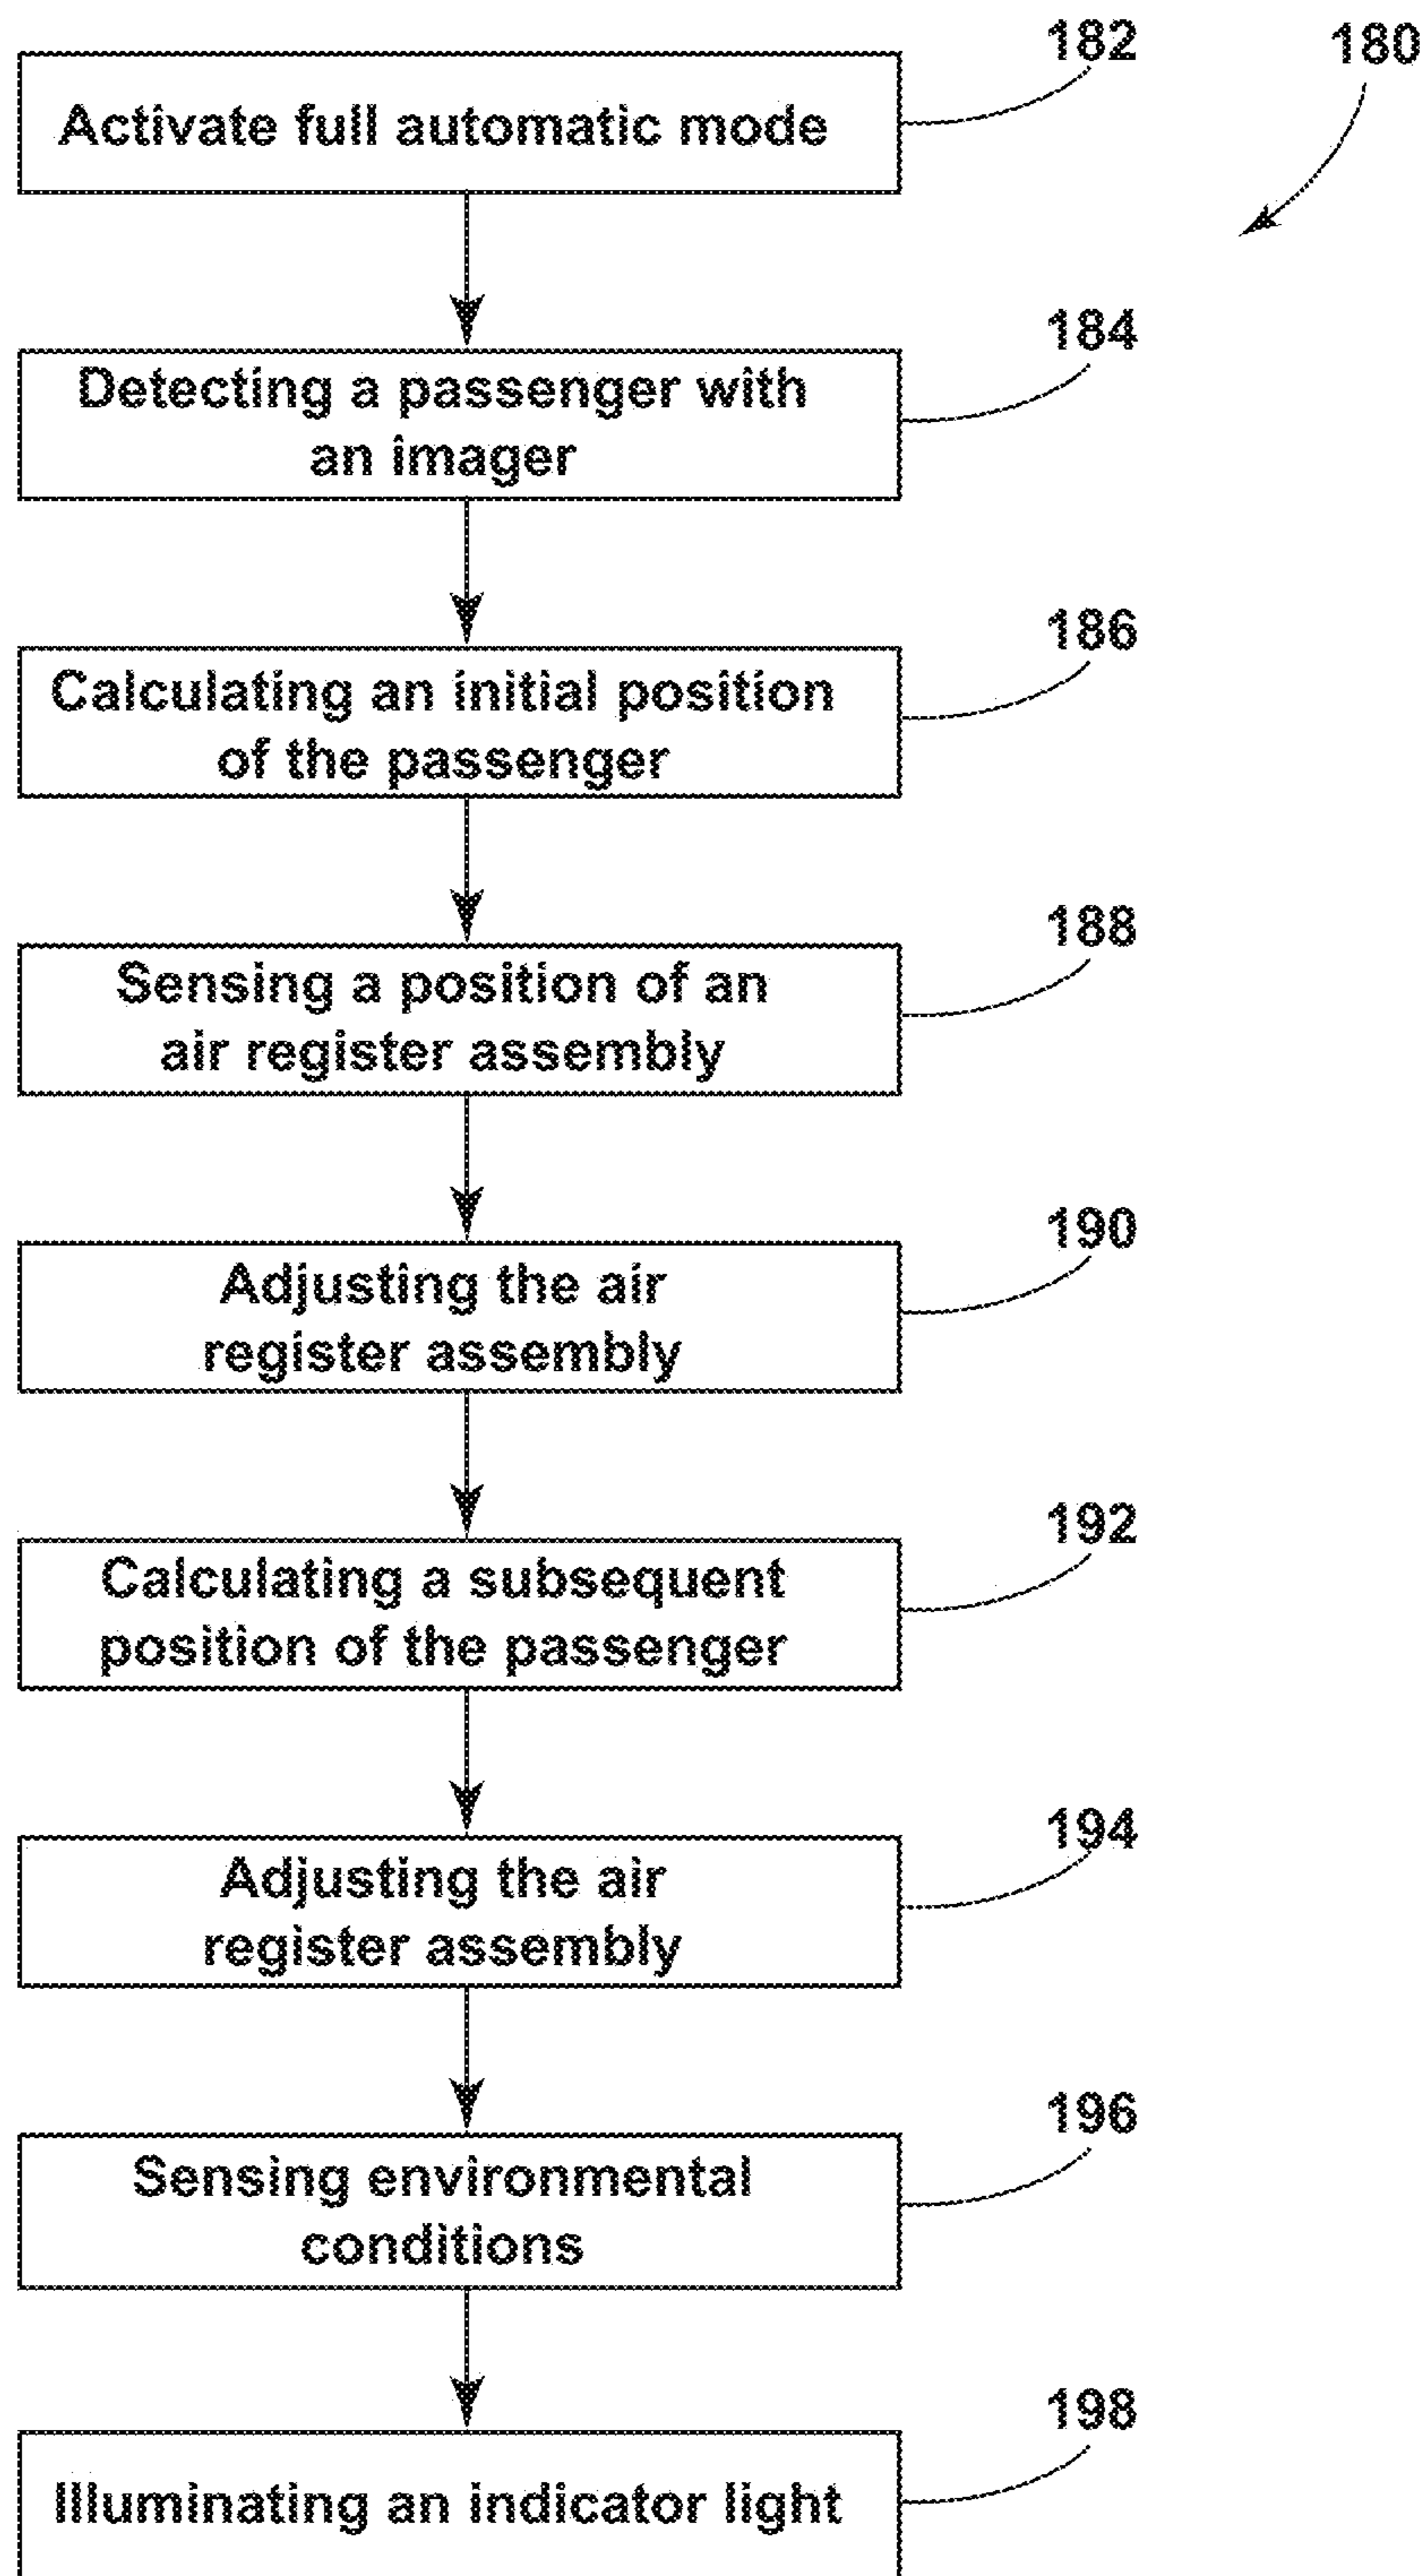 182
180
Activate full automatic mode
184
Detecting a passenger with
an imager
186
Calculating an initial position
of the passenger
188
Sensing a position of an
air register assembly
190
Adjusting the air
register assembly
192
Calculating a subsequent
position of the passenger
194
Adjusting the air
register assembly
196
Sensing environmental
conditions
198
Illuminating an indicator light